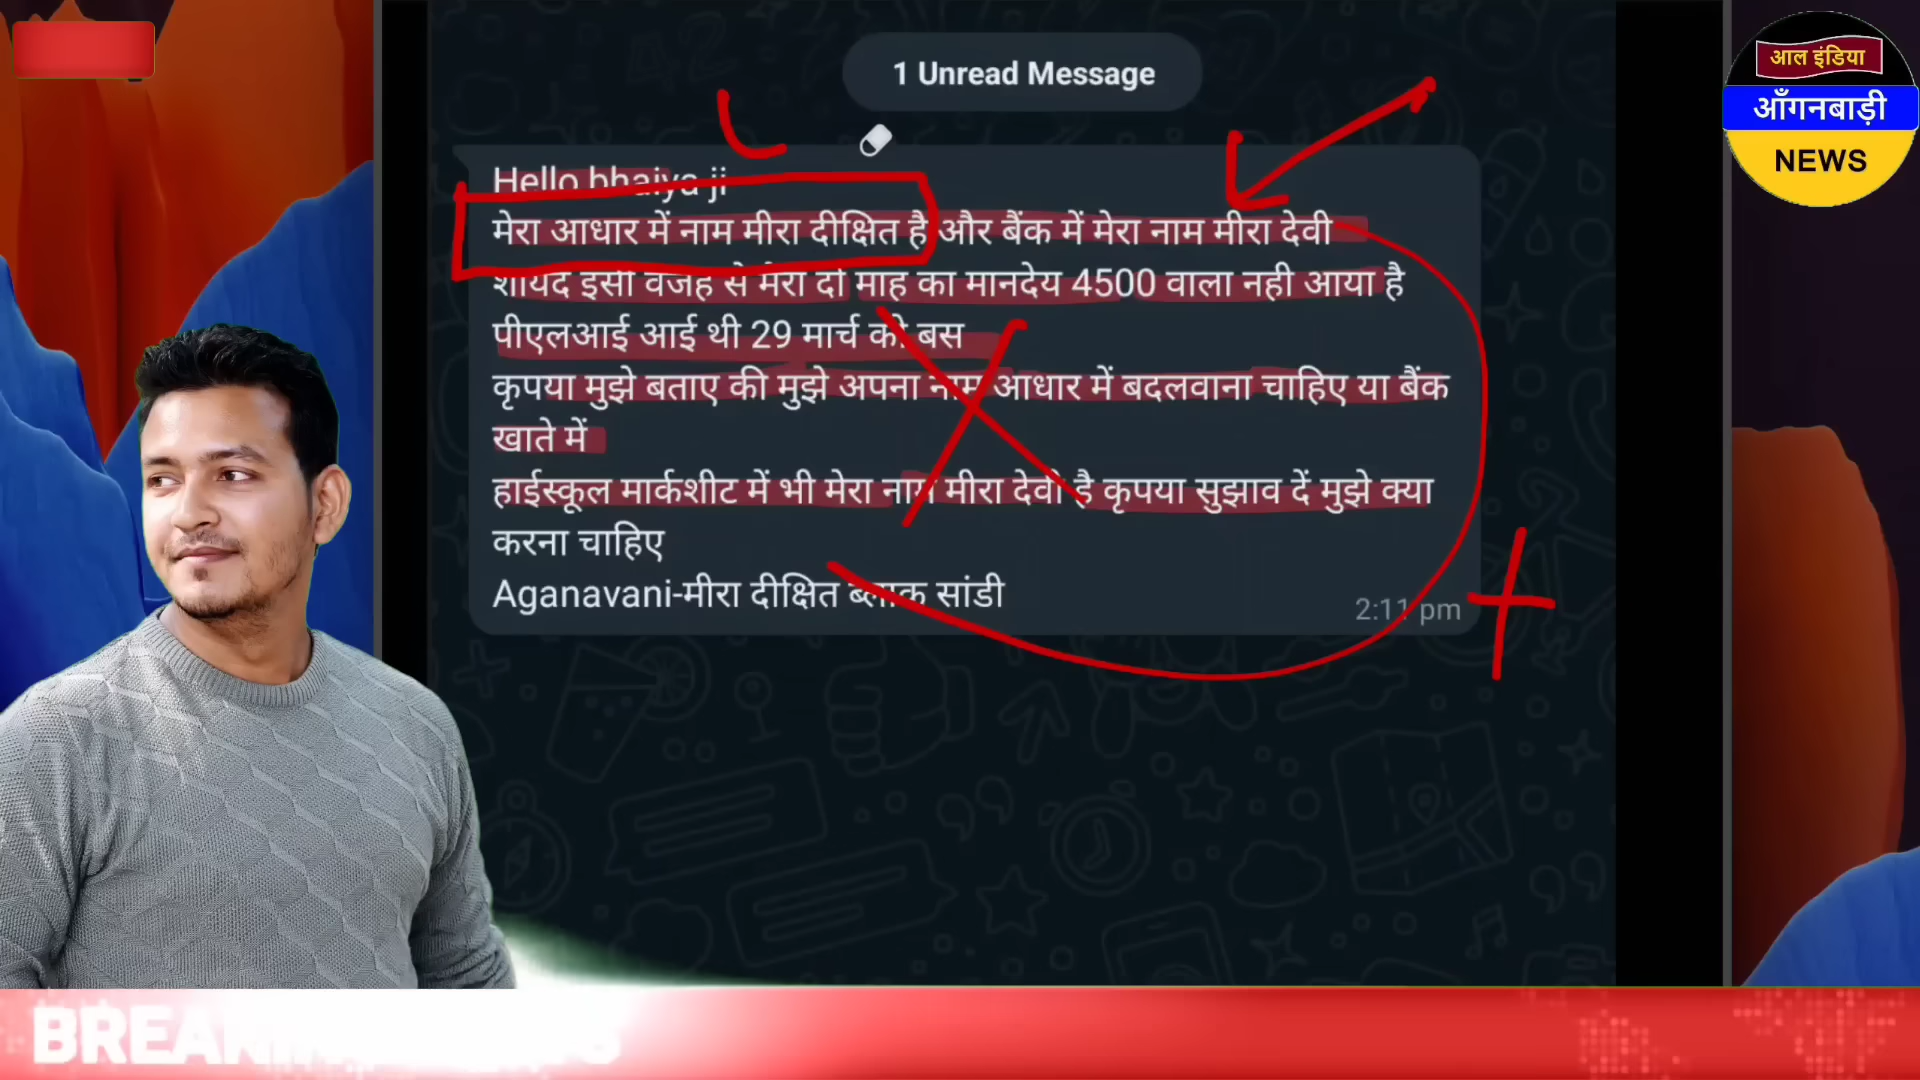 1 Unread Message
आल इंडिया
आँगनबाड़ी
NEWS
Hello bhaiya ji
मेरा आधार में नाम मीरा दीक्षित है और बैंक में मेरा नाम मीरा देवी
शायद इसी वजह से मेरा दो माह का मानदेय 4500 वाला नही आया है
पीएलआई आई थी 29 मार्च को बस
कृपया मुझे बताए की मुझे अपना नाम आधार में बदलवाना चाहिए या बैंक
खाते में
हाईस्कूल मार्कशीट में भी मेरा नाम मीरा देवी है कृपया सुझाव दें मुझे क्या
करना चाहिए
Aganavani-मीरा दीक्षित ब्लाक सांडी
2:11 pm